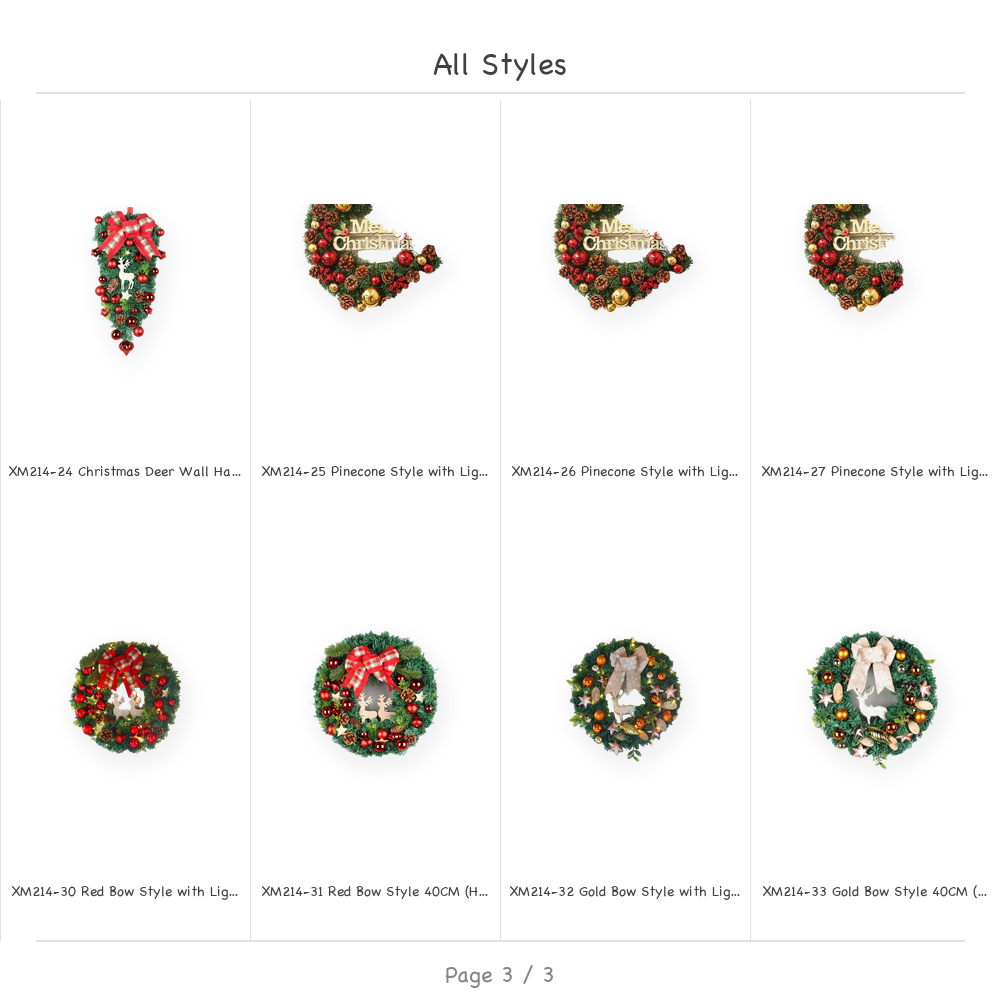 All Styles
Merry
Christmas
Merry
Christmas
Me
Christ
XM214-24 Christmas Deer Wall Ha...
XM214-25 Pinecone Style with Lig...
XM214-26 Pinecone Style with Lig...
XM214-27 Pinecone Style with Lig...
XM214-30 Red Bow Style with Lig...
XM214-31 Red Bow Style 40CM (H...
XM214-32 Gold Bow Style with Lig...
XM214-33 Gold Bow Style 40CM (...
Page 3 / 3